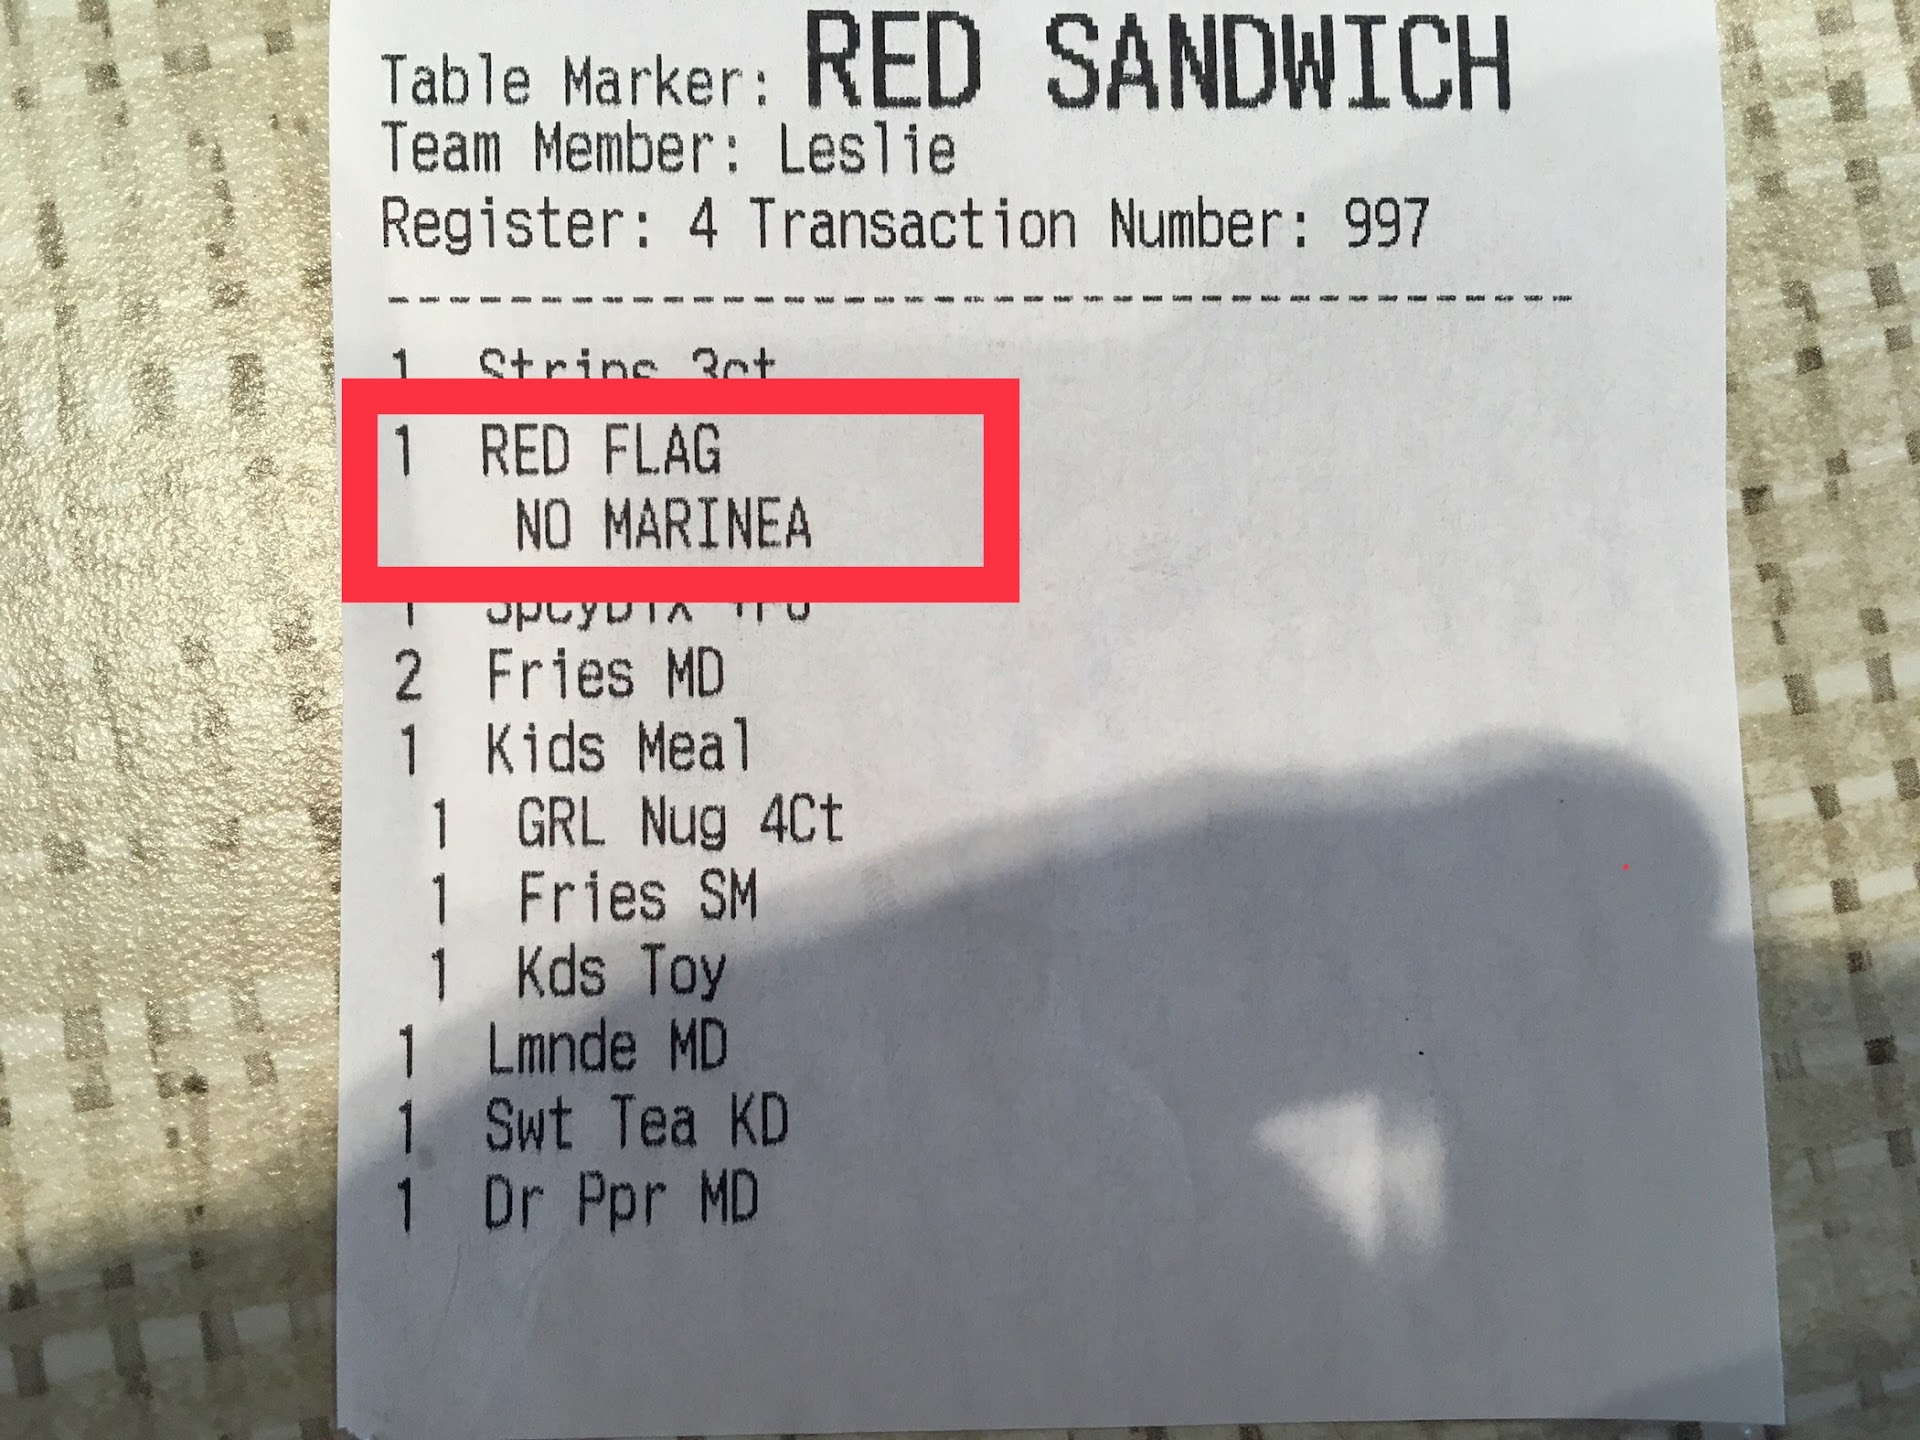 Table Marker: RED SANDWICH
Team Member: Leslie
Register: 4 Transaction Number: 997
1 Strips 3ct
1 RED FLAG
NO MARINEA
1
2 Fries MD
1 Kids Meal
1 GRL Nug 4Ct
1 Fries SM
1 Kds Toy
1 Lmnde MD
1 Swt Tea KD
1 Dr Ppr MD